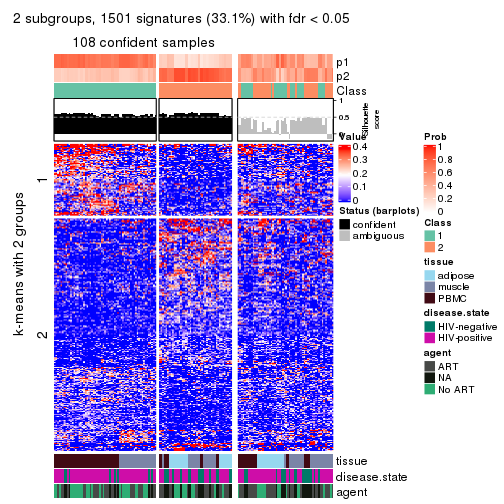 2 subgroups, 1501 signatures (33.1%) with fdr < 0.05
108 confident samples
p1
p2
Class
1
0.5
0
Silhouette
score
k-means with 2 groups
1
2
tissue
disease.state
agent
Value
0.4
0.3
0.2
0.1
0
Status (barplots)
confident
ambiguous
Prob
1
0.8
0.6
0.4
0.2
0
Class
1
2
tissue
adipose
muscle
PBMC
disease.state
HIV-negative
HIV-positive
agent
ART
NA
No ART